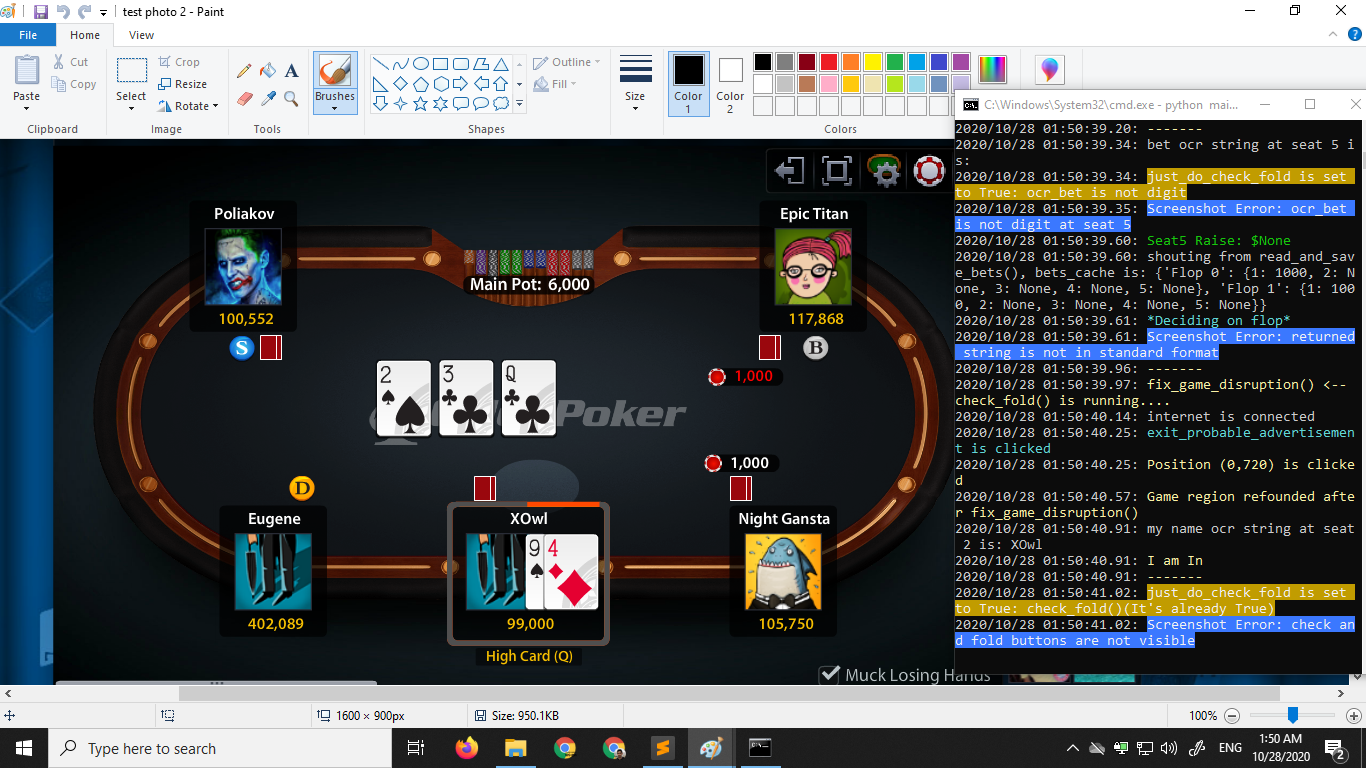 test photo 2 - Paint
File
Home
View
Paste
Cut
Copy
Clipboard
Select
Crop
Resize
Rotate
Image
A
Tools
Brushes
Outline
Fill
Shapes
Size
Color 1
Color 2
Colors
Poliakov
100,552
S
Main Pot: 6,000
Epic Titan
117,868
B
1,000
2
3
Q
Poker
1,000
D
Eugene
402,089
XOwl
9
4
99,000
High Card (Q)
Night Gansta
105,750
Muck Losing Hands
C:\Windows\System32\cmd.exe - python mai...
2020/10/28 01:50:39.20: -------
2020/10/28 01:50:39.34: bet ocr string at seat 5 i
s:
2020/10/28 01:50:39.34: just_do_check_fold is set
to True: ocr_bet is not digit
2020/10/28 01:50:39.35: Screenshot Error: ocr_bet
is not digit at seat 5
2020/10/28 01:50:39.60: Seat5 Raise: $None
2020/10/28 01:50:39.60: shouting from read_and_sav
e_bets(), bets_cache is: {'Flop 0': {1: 1000, 2: N
one, 3: None, 4: None, 5: None}, 'Flop 1': {1: 100
0, 2: None, 3: None, 4: None, 5: None}}
2020/10/28 01:50:39.61: *Deciding on flop*
2020/10/28 01:50:39.61: Screenshot Error: returned
string is not in standard format
2020/10/28 01:50:39.96: -------
2020/10/28 01:50:39.97: fix_game_disruption() <--
check_fold() is running....
2020/10/28 01:50:40.14: internet is connected
2020/10/28 01:50:40.25: exit_probable_advertisemen
t is clicked
2020/10/28 01:50:40.25: Position (0,720) is clicke
d
2020/10/28 01:50:40.57: Game region refounded afte
r fix_game_disruption()
2020/10/28 01:50:40.91: my name ocr string at seat
2 is: XOwl
2020/10/28 01:50:40.91: I am In
2020/10/28 01:50:40.91: -------
2020/10/28 01:50:41.02: just_do_check_fold is set
to True: check_fold()(It's already True)
2020/10/28 01:50:41.02: Screenshot Error: check an
d fold buttons are not visible
1600 × 900px
Size: 950.1KB
100%
Type here to search
ENG
1:50 AM
10/28/2020
2